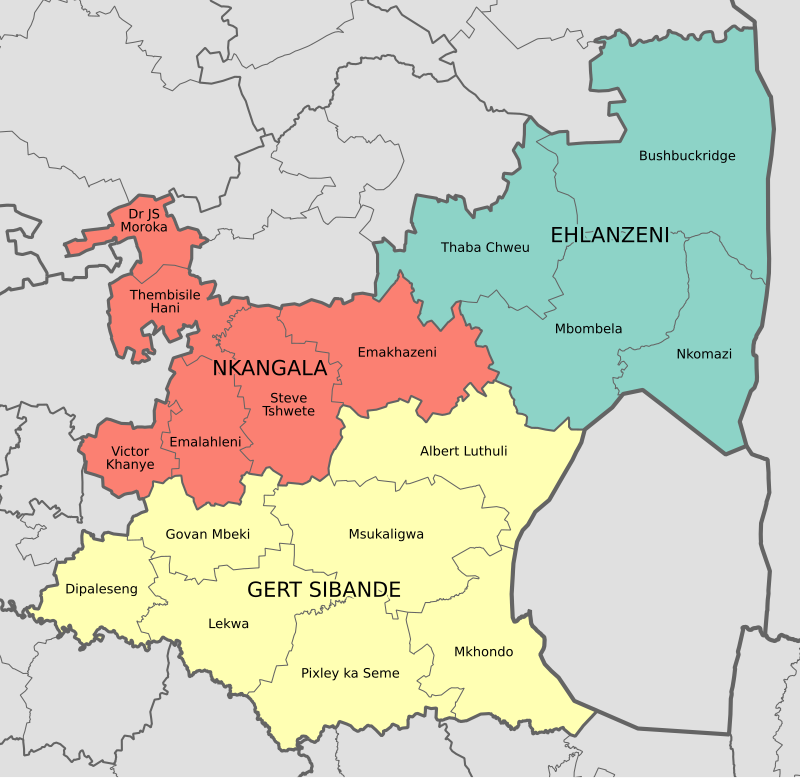 Bushbuckridge
Dr JS
Moroka
EHLANZENI
Thaba Chweu
Thembisile
Hani
Mbombela
Emakhazeni
Nkomazi
NKANGALA
Steve
Tshwete
Emalahleni
Victor
Khanye
Albert Luthuli
Govan Mbeki
Msukaligwa
Dipaleseng
GERT SIBANDE
Lekwa
Mkhondo
Pixley ka Seme